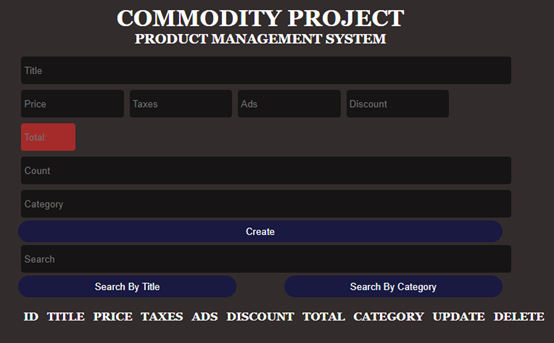 COMMODITY PROJECT
PRODUCT MANAGEMENT SYSTEM
Title
Price Taxes Ads Discount
Total:
Count
Category
Create
Search
Search By Title Search By Category
ID TITLE PRICE TAXES ADS DISCOUNT TOTAL CATEGORY UPDATE DELETE